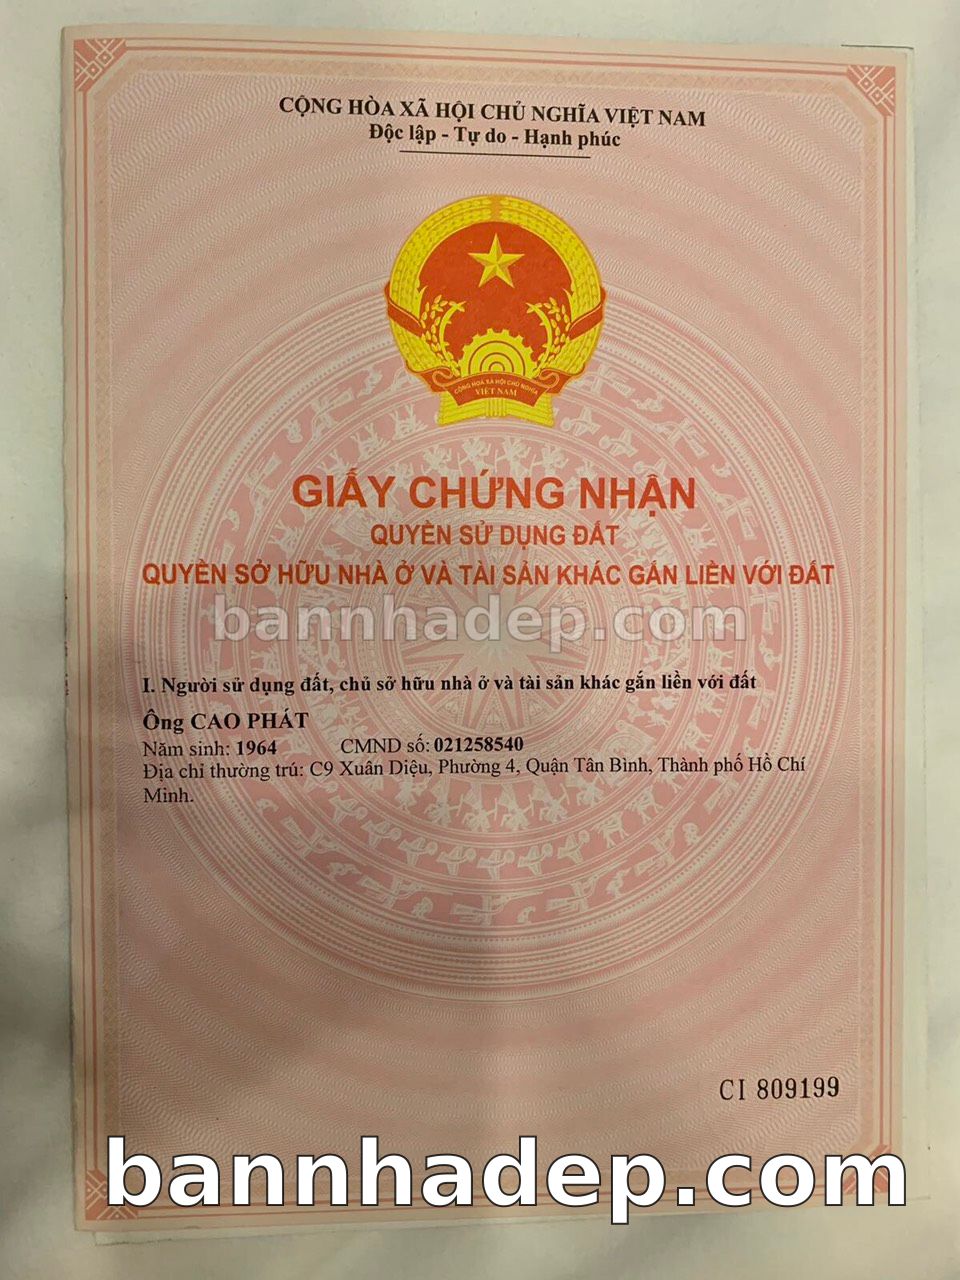 CỘNG HÒA XÃ HỘI CHỦ NGHĨA VIỆT NAM
Độc lập - Tự do - Hạnh phúc
CỘNG HOÀ XÃ HỘI CHỦ NGHĨA
VIỆT NAM
GIẤY CHỨNG NHẬN
QUYỀN SỬ DỤNG ĐẤT
QUYỀN SỞ HỮU NHÀ Ở VÀ TÀI SẢN KHÁC GẮN LIỀN VỚI ĐẤT
bannhadep.com
I. Người sử dụng đất, chủ sở hữu nhà ở và tài sản khác gắn liền với đất
Ông CAO PHÁT
Năm sinh: 1964 CMND số: 021258540
Địa chỉ thường trú: C9 Xuân Diệu, Phường 4, Quận Tân Bình, Thành phố Hồ Chí
Minh.
CI 809199
bannhadep.com